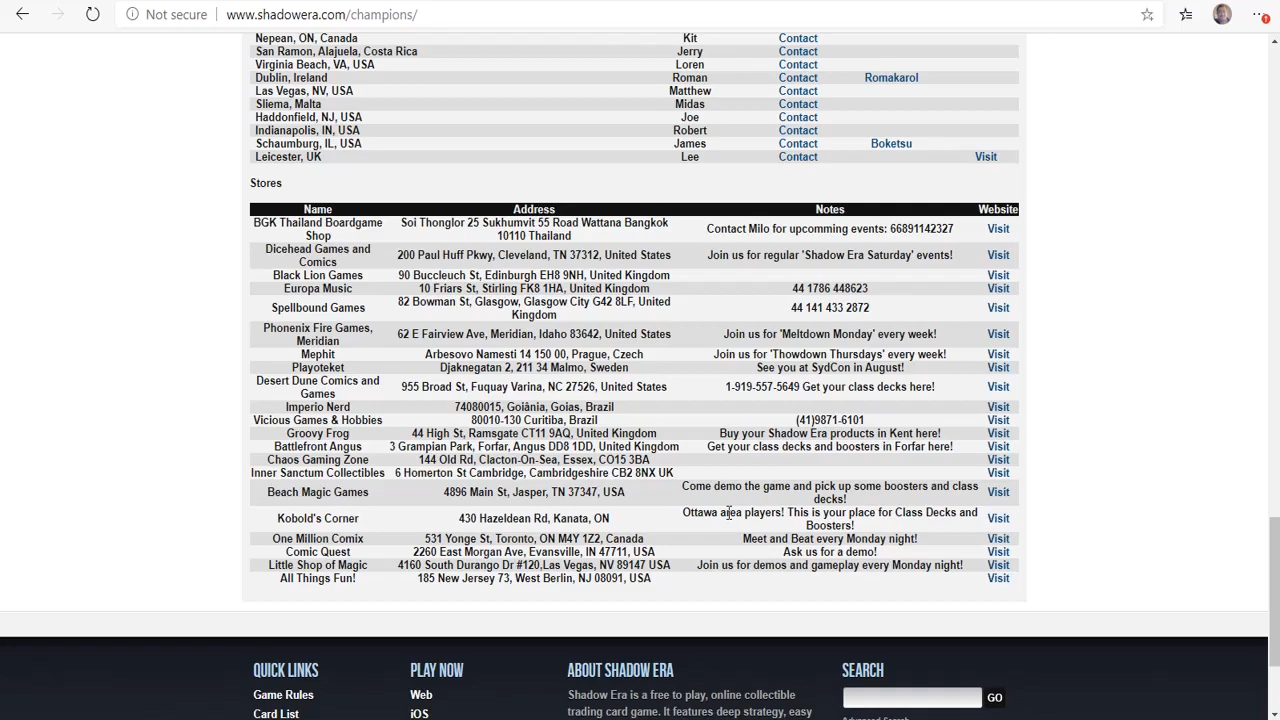 Not secure www.shadowera.com/champions/
Nepean, ON, Canada Kit Contact
San Ramon, Alajuela, Costa Rica Jerry Contact
Virginia Beach, VA, USA Loren Contact
Dublin, Ireland Roman Contact Romakarol
Las Vegas, NV, USA Matthew Contact
Sliema, Malta Midas Contact
Haddonfield, NJ, USA Joe Contact
Indianapolis, IN, USA Robert Contact
Schaumburg, IL, USA James Contact Boketsu
Leicester, UK Lee Contact Visit
Stores
Name Address Notes Website
BGK Thailand Boardgame Soi Thonglor 25 Sukhumvit 55 Road Wattana Bangkok Contact Milo for upcomming events: 66891142327 Visit
Shop 10110 Thailand
Dicehead Games and 200 Paul Huff Pkwy, Cleveland, TN 37312, United States Join us for regular 'Shadow Era Saturday' events! Visit
Comics
Black Lion Games 90 Buccleuch St, Edinburgh EH8 9NH, United Kingdom Visit
Europa Music 10 Friars St, Stirling FK8 1HA, United Kingdom 44 1786 448623 Visit
Spellbound Games 82 Bowman St, Glasgow, Glasgow City G42 8LF, United 44 141 433 2872 Visit
Kingdom
Phonenix Fire Games, 62 E Fairview Ave, Meridian, Idaho 83642, United States Join us for 'Meltdown Monday' every week! Visit
Meridian
Mephit Arbesovo Namesti 14 150 00, Prague, Czech Join us for 'Thowdown Thursdays' every week! Visit
Playoteket Djaknegatan 2, 211 34 Malmo, Sweden See you at SydCon in August! Visit
Desert Dune Comics and 955 Broad St, Fuquay Varina, NC 27526, United States 1-919-557-5649 Get your class decks here! Visit
Games
Imperio Nerd 74080015, Goiânia, Goias, Brazil Visit
Vicious Games & Hobbies 80010-130 Curitiba, Brazil (41)9871-6101 Visit
Groovy Frog 44 High St, Ramsgate CT11 9AQ, United Kingdom Buy your Shadow Era products in Kent here! Visit
Battlefront Angus 3 Grampian Park, Forfar, Angus DD8 1DD, United Kingdom Get your class decks and boosters in Forfar here! Visit
Chaos Gaming Zone 144 Old Rd, Clacton-On-Sea, Essex, CO15 3BA Visit
Inner Sanctum Collectibles 6 Homerton St Cambridge, Cambridgeshire CB2 8NX UK Visit
Beach Magic Games 4896 Main St, Jasper, TN 37347, USA Come demo the game and pick up some boosters and class Visit
decks!
Kobold's Corner 430 Hazeldean Rd, Kanata, ON Ottawa area players! This is your place for Class Decks and Visit
Boosters!
One Million Comix 531 Yonge St, Toronto, ON M4Y 1Z2, Canada Meet and Beat every Monday night! Visit
Comic Quest 2260 East Morgan Ave, Evansville, IN 47711, USA Ask us for a demo! Visit
Little Shop of Magic 4160 South Durango Dr #120,Las Vegas, NV 89147 USA Join us for demos and gameplay every Monday night! Visit
All Things Fun! 185 New Jersey 73, West Berlin, NJ 08091, USA Visit
QUICK LINKS PLAY NOW ABOUT SHADOW ERA SEARCH
Game Rules Web Shadow Era is a free to play, online collectible GO
Card List iOS trading card game. It features deep strategy, easy